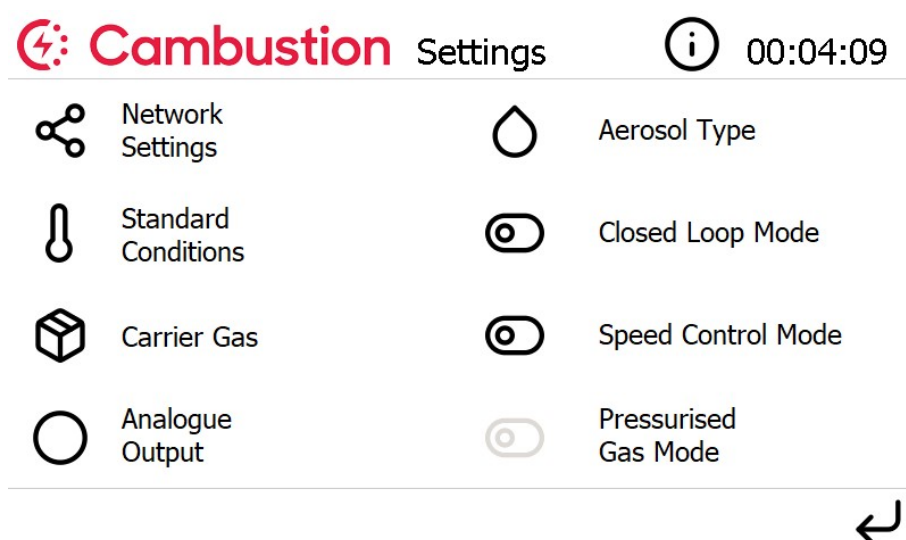 Cambustion Settings 00:04:09
Network
Settings
Aerosol Type
Standard
Conditions
Closed Loop Mode
Carrier Gas
Speed Control Mode
Analogue
Output
Pressurised
Gas Mode